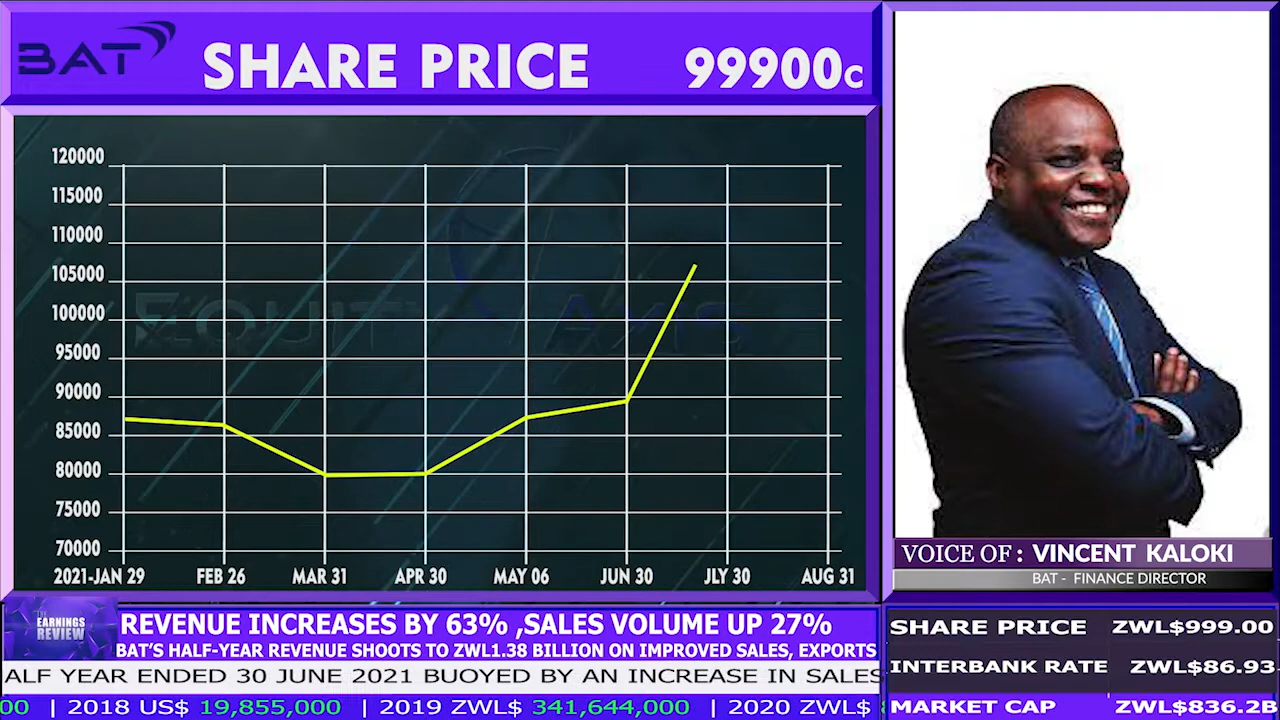 BAT SHARE PRICE 99900c
120000
115000
110000
105000
100000
95000
90000
85000
80000
75000
70000
2021-JAN 29 FEB 26 MAR 31 APR 30 MAY 06 JUN 30 JLY 30 AUG 31
EQUITY AXIS
VOICE OF : VINCENT KALOKI
BAT - FINANCE DIRECTOR
THE EARNINGS REVIEW
REVENUE INCREASES BY 63% ,SALES VOLUME UP 27%
BAT'S HALF-YEAR REVENUE SHOOTS TO ZWL1.38 BILLION ON IMPROVED SALES, EXPORTS
ALF YEAR ENDED 30 JUNE 2021 BUOYED BY AN INCREASE IN SALES
00 | 2018 US$ 19,855,000 | 2019 ZWL$ 341,644,000 | 2020 ZWL$
SHARE PRICE ZWL$999.00
INTERBANK RATE ZWL$86.93
MARKET CAP ZWL$836.2B